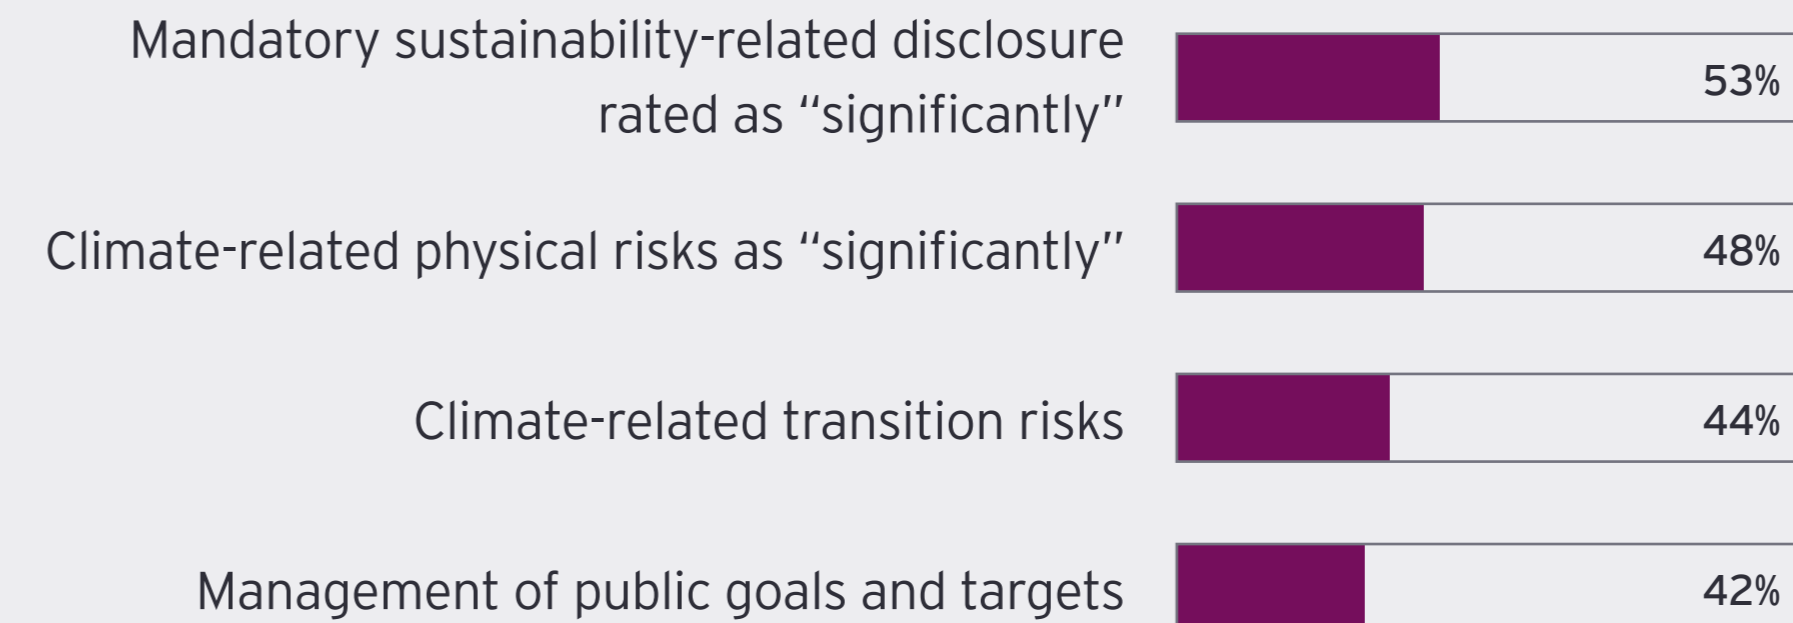 Mandatory sustainability-related disclosure
rated as “significantly”
53%
Climate-related physical risks as “significantly”
48%
Climate-related transition risks
44%
Management of public goals and targets
42%